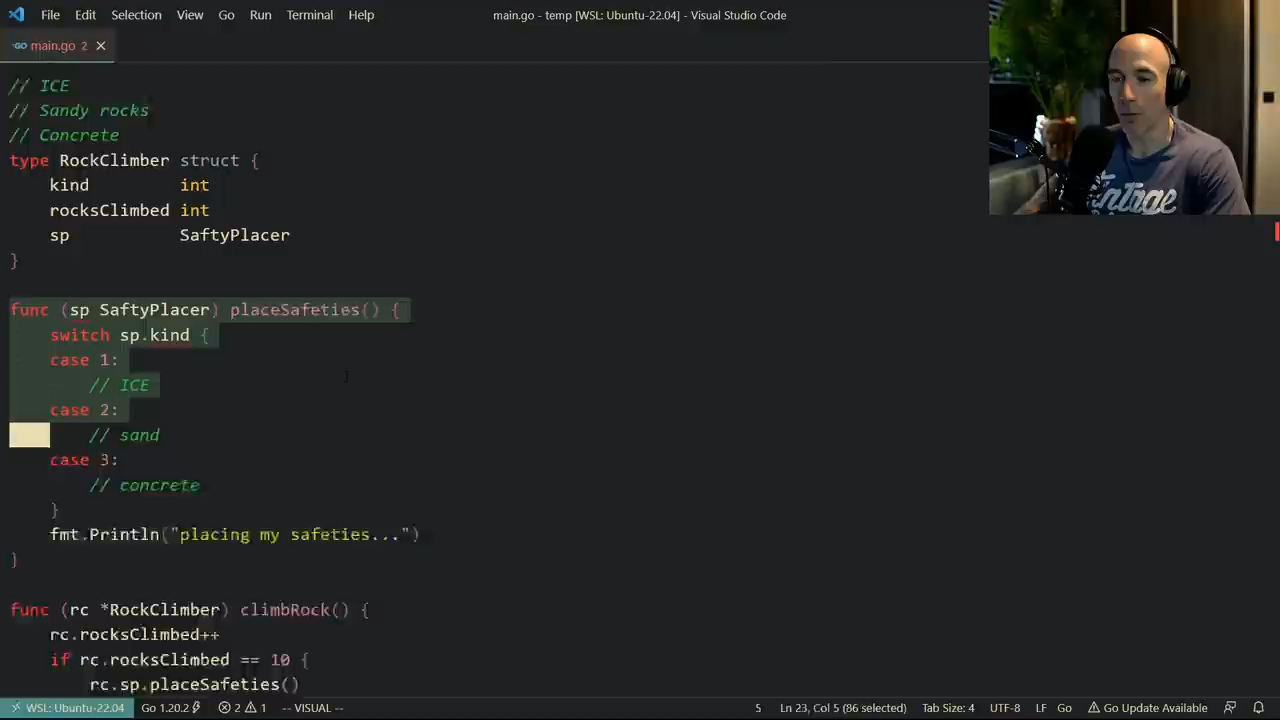 File Edit Selection View Go Run Terminal Help main.go - temp [WSL: Ubuntu-22.04] - Visual Studio Code
main.go 2
// ICE
// Sandy rocks
// Concrete
type RockClimber struct {
kind int
rocksClimbed int
sp SaftyPlacer
}
func (sp SaftyPlacer) placeSafeties() {
switch sp.kind {
case 1:
// ICE
case 2:
// sand
case 3:
// concrete
}
fmt.Println("placing my safeties...")
}
func (rc *RockClimber) climbRock() {
rc.rocksClimbed++
if rc.rocksClimbed == 10 {
rc.sp.placeSafeties()
WSL: Ubuntu-22.04 Go 1.20.2 2 1 -- VISUAL -- 5 Ln 23, Col 5 (86 selected) Tab Size: 4 UTF-8 LF Go Go Update Available
Vintage